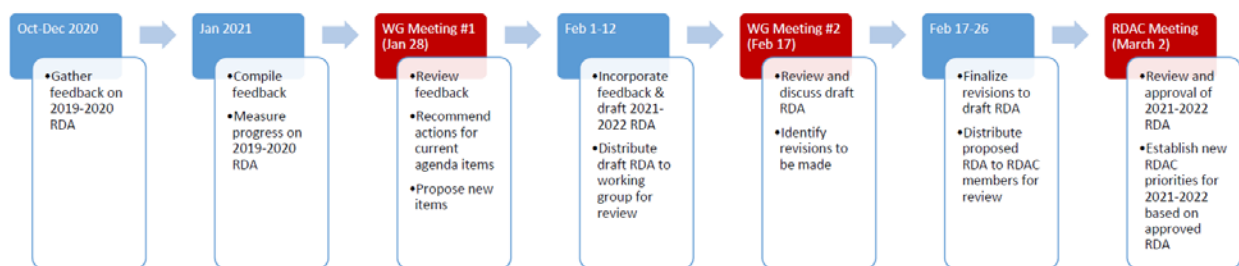 Oct-Dec 2020
•Gather
feedback on
2019-2020
RDA
Jan 2021
•Compile
feedback
•Measure
progress on
2019-2020
RDA
WG Meeting #1
(Jan 28)
•Review
feedback
•Recommend
actions for
current
agenda items
•Propose new
items
Feb 1-12
•Incorporate
feedback &
draft 2021-
2022 RDA
•Distribute
draft RDA to
working
group for
review
WG Meeting #2
(Feb 17)
•Review and
discuss draft
RDA
•Identify
revisions to
be made
Feb 17-26
•Finalize
revisions to
draft RDA
•Distribute
proposed
RDA to RDAC
members for
review
RDAC Meeting
(March 2)
•Review and
approval of
2021-2022
RDA
•Establish new
RDAC
priorities for
2021-2022
based on
approved
RDA